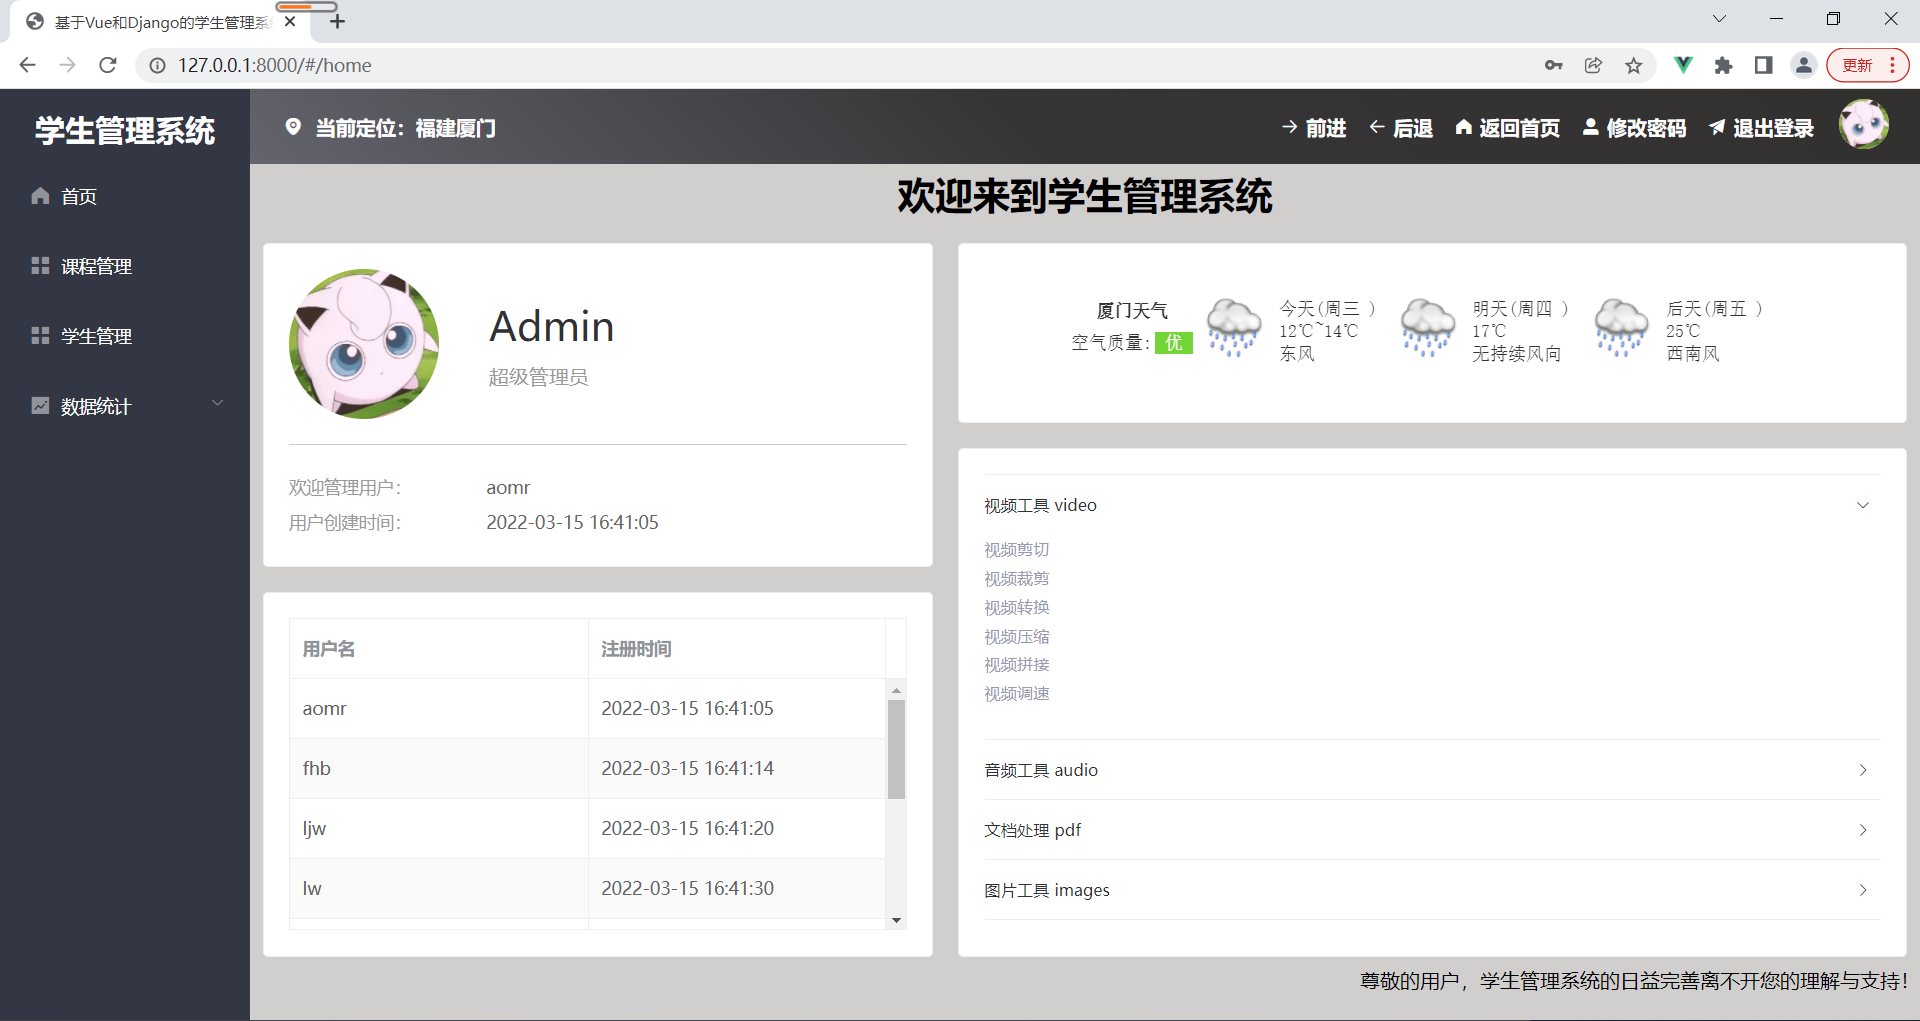 基于Vue和Django的学生管理系
127.0.0.1:8000/#/home
更新
学生管理系统
首页
课程管理
学生管理
数据统计
当前定位：福建厦门
前进
后退
返回首页
修改密码
退出登录
欢迎来到学生管理系统
Admin
超级管理员
欢迎管理用户：
aomr
用户创建时间：
2022-03-15 16:41:05
用户名 注册时间
aomr 2022-03-15 16:41:05
fhb 2022-03-15 16:41:14
ljw 2022-03-15 16:41:20
lw 2022-03-15 16:41:30
厦门天气
空气质量: 优
今天(周三 )
12℃~14℃
东风
明天(周四 )
17℃
无持续风向
后天(周五 )
25℃
西南风
视频工具 video
视频剪切
视频裁剪
视频转换
视频压缩
视频拼接
视频调速
音频工具 audio
文档处理 pdf
图片工具 images
尊敬的用户，学生管理系统的日益完善离不开您的理解与支持！